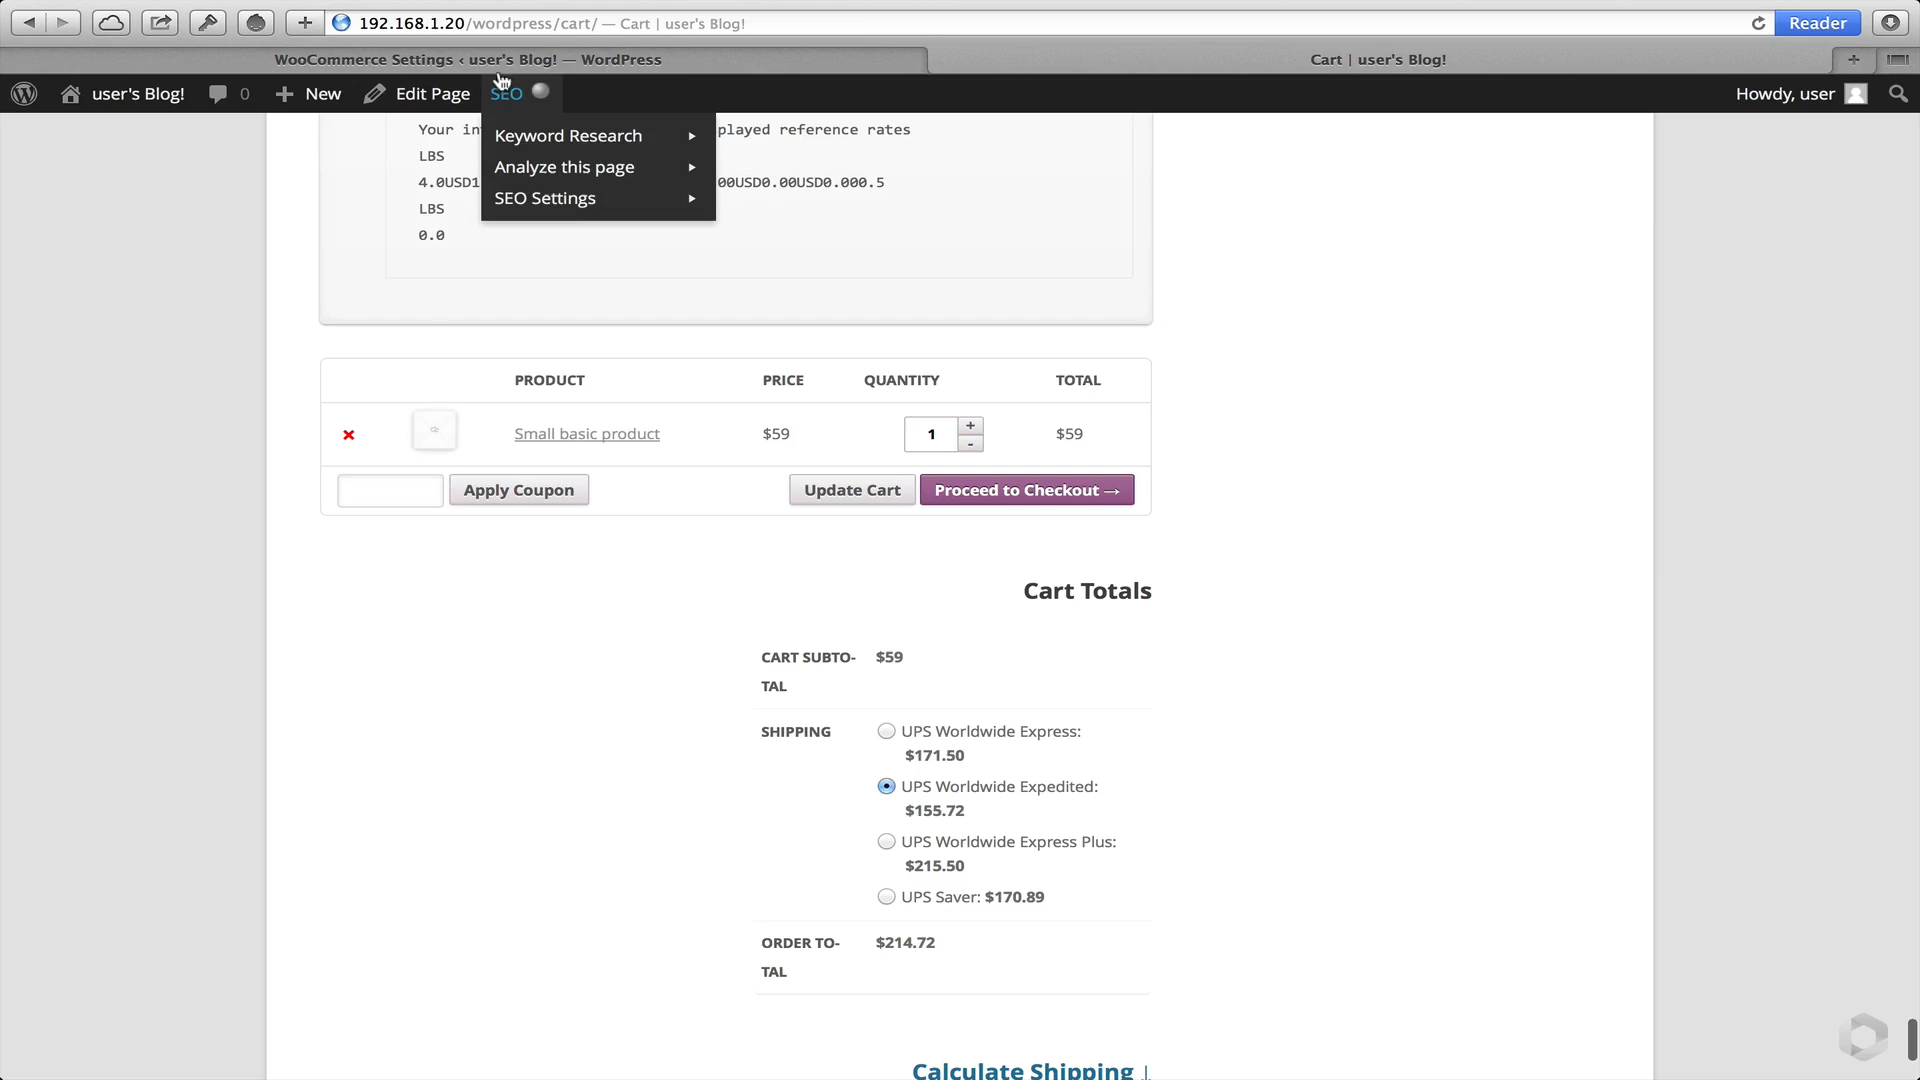 192.168.1.20/wordpress/cart/ — Cart | user's Blog!
Reader
WooCommerce Settings ‹ user's Blog! — WordPress
Cart | user's Blog!
user's Blog!
0
New
Edit Page
SEO
Howdy, user
Keyword Research
Analyze this page
SEO Settings
Your in
played reference rates
LBS
4.0USD1
00USD0.00USD0.000.5
LBS
0.0
PRODUCT PRICE QUANTITY TOTAL
Small basic product $59 1 + - $59
Apply Coupon Update Cart Proceed to Checkout →
Cart Totals
CART SUBTO-
TAL
$59
SHIPPING
UPS Worldwide Express:
$171.50
UPS Worldwide Expedited:
$155.72
UPS Worldwide Express Plus:
$215.50
UPS Saver: $170.89
ORDER TO-
TAL
$214.72
Calculate Shipping ↓